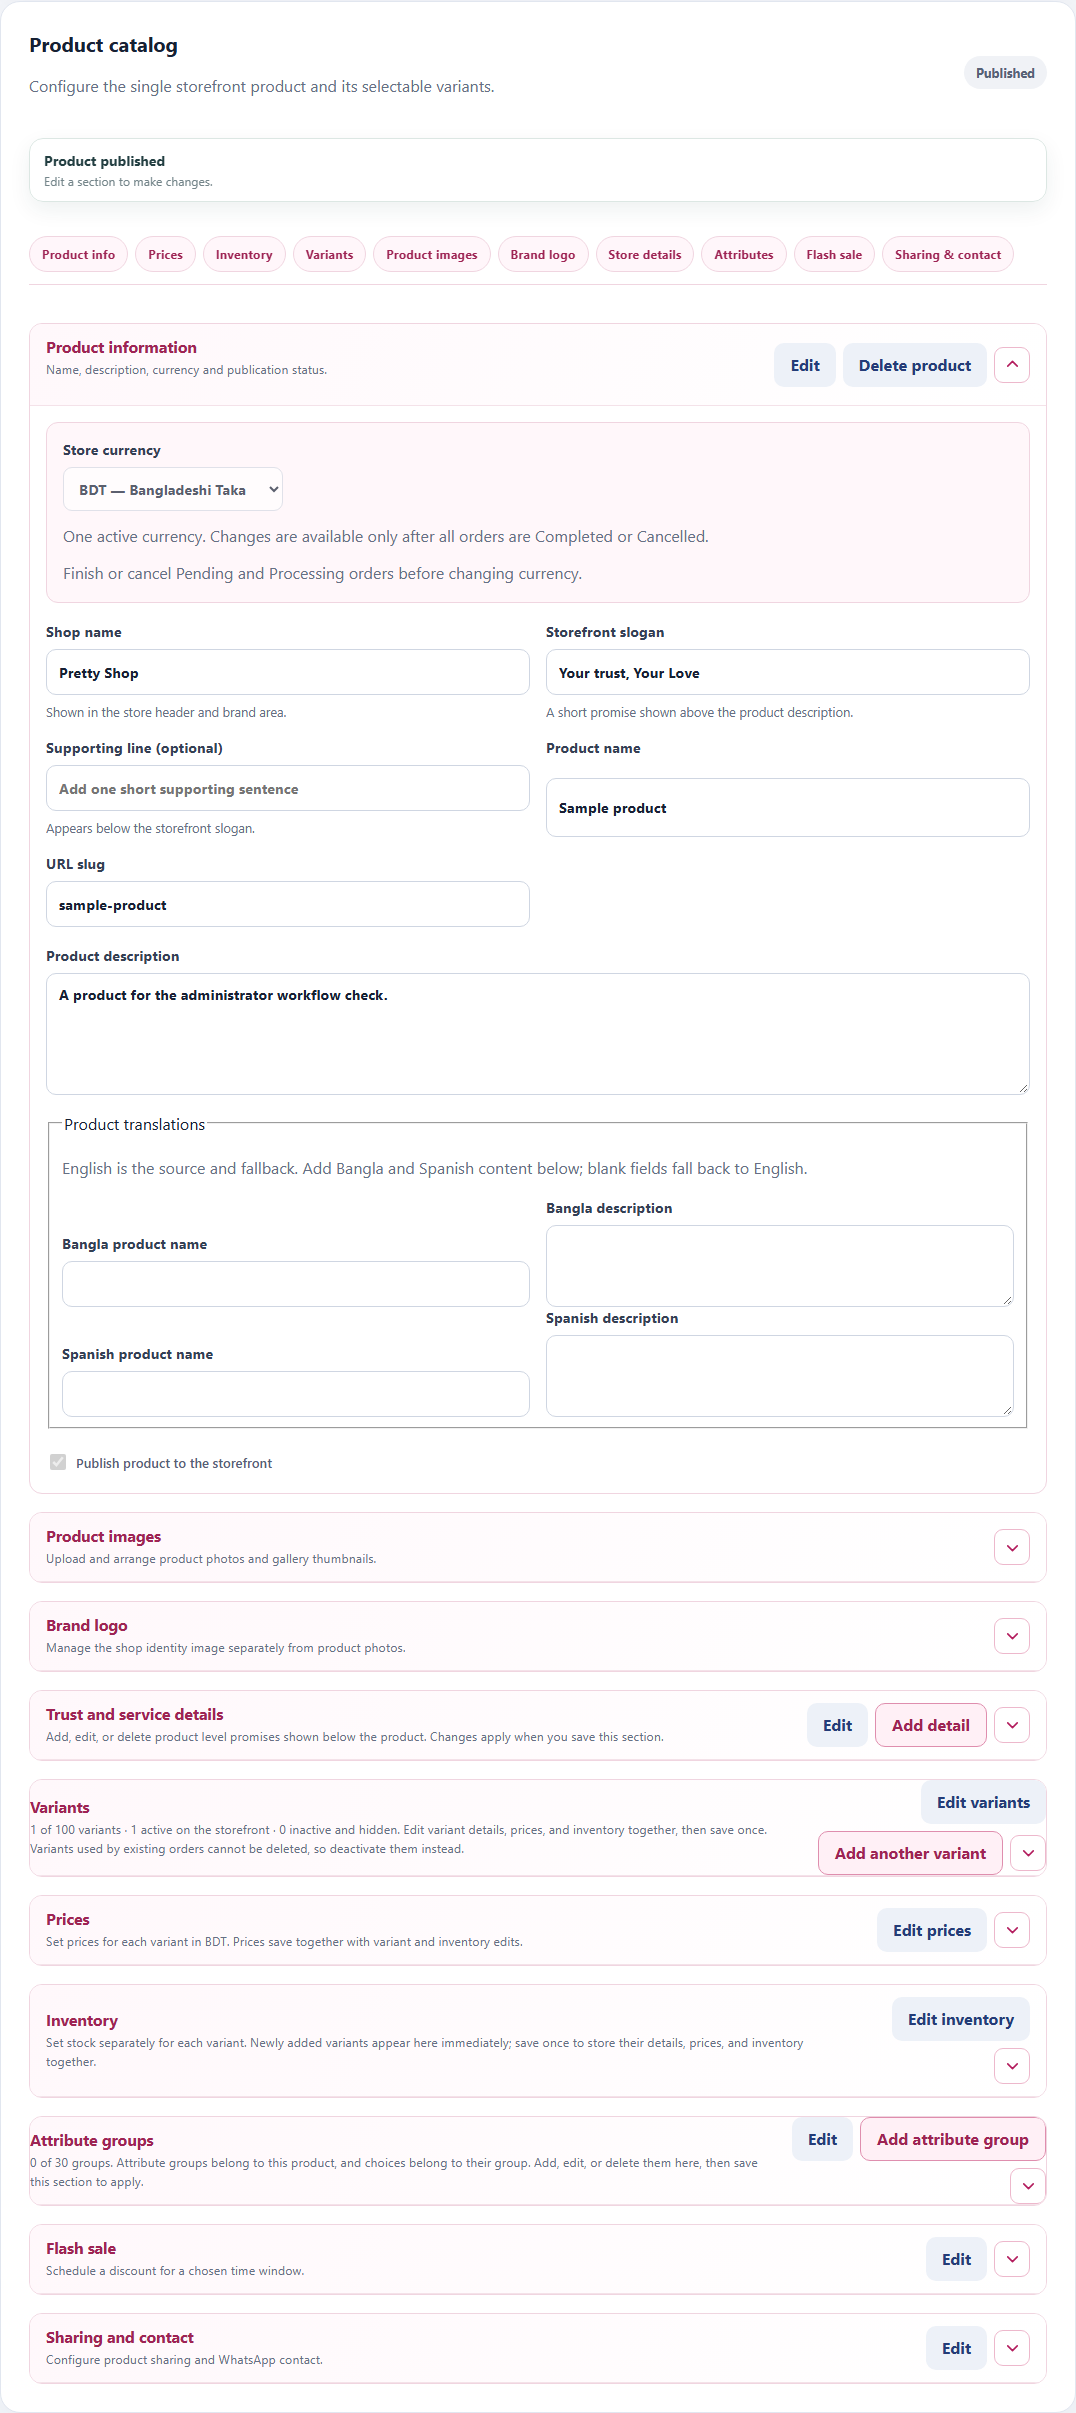 Product catalog
Configure the single storefront product and its selectable variants.
Published
Product published
Edit a section to make changes.
Product info
Prices
Inventory
Variants
Product images
Brand logo
Store details
Attributes
Flash sale
Sharing & contact
Product information
Name, description, currency and publication status.
Edit
Delete product
Store currency
BDT — Bangladeshi Taka
One active currency. Changes are available only after all orders are Completed or Cancelled.
Finish or cancel Pending and Processing orders before changing currency.
Shop name
Pretty Shop
Shown in the store header and brand area.
Storefront slogan
Your trust, Your Love
A short promise shown above the product description.
Supporting line (optional)
Add one short supporting sentence
Appears below the storefront slogan.
Product name
Sample product
URL slug
sample-product
Product description
A product for the administrator workflow check.
Product translations
English is the source and fallback. Add Bangla and Spanish content below; blank fields fall back to English.
Bangla product name
Bangla description
Spanish product name
Spanish description
Publish product to the storefront
Product images
Upload and arrange product photos and gallery thumbnails.
Brand logo
Manage the shop identity image separately from product photos.
Trust and service details
Add, edit, or delete product level promises shown below the product. Changes apply when you save this section.
Edit
Add detail
Variants
1 of 100 variants · 1 active on the storefront · 0 inactive and hidden. Edit variant details, prices, and inventory together, then save once.
Variants used by existing orders cannot be deleted, so deactivate them instead.
Edit variants
Add another variant
Prices
Set prices for each variant in BDT. Prices save together with variant and inventory edits.
Edit prices
Inventory
Set stock separately for each variant. Newly added variants appear here immediately; save once to store their details, prices, and inventory
together.
Edit inventory
Attribute groups
0 of 30 groups. Attribute groups belong to this product, and choices belong to their group. Add, edit, or delete them here, then save
this section to apply.
Edit
Add attribute group
Flash sale
Schedule a discount for a chosen time window.
Edit
Sharing and contact
Configure product sharing and WhatsApp contact.
Edit